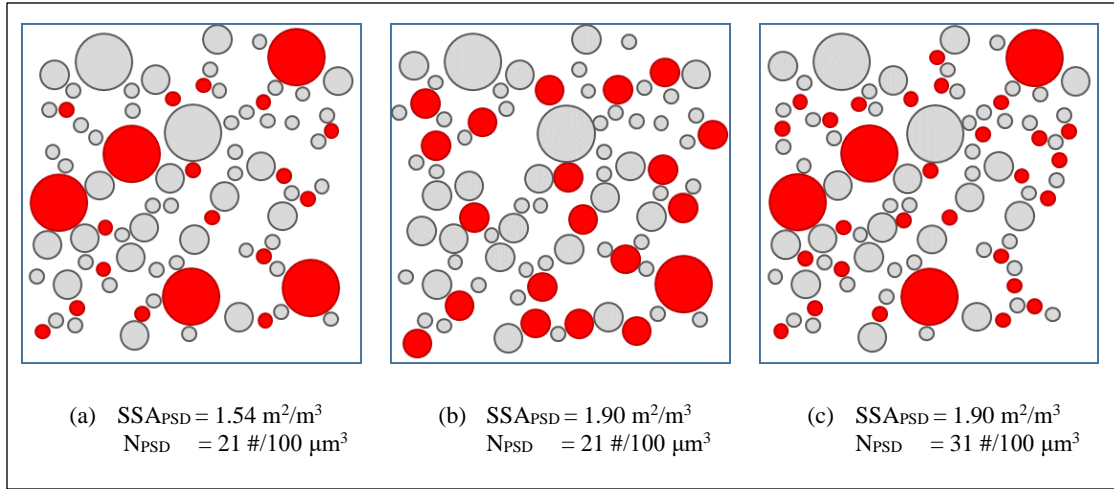 (a) SSAPSD = 1.54 m²/m³ (b) SSAPSD = 1.90 m²/m³ (c) SSAPSD = 1.90 m²/m³
NPSD = 21 #/100 µm³ NPSD = 21 #/100 µm³ NPSD = 31 #/100 µm³